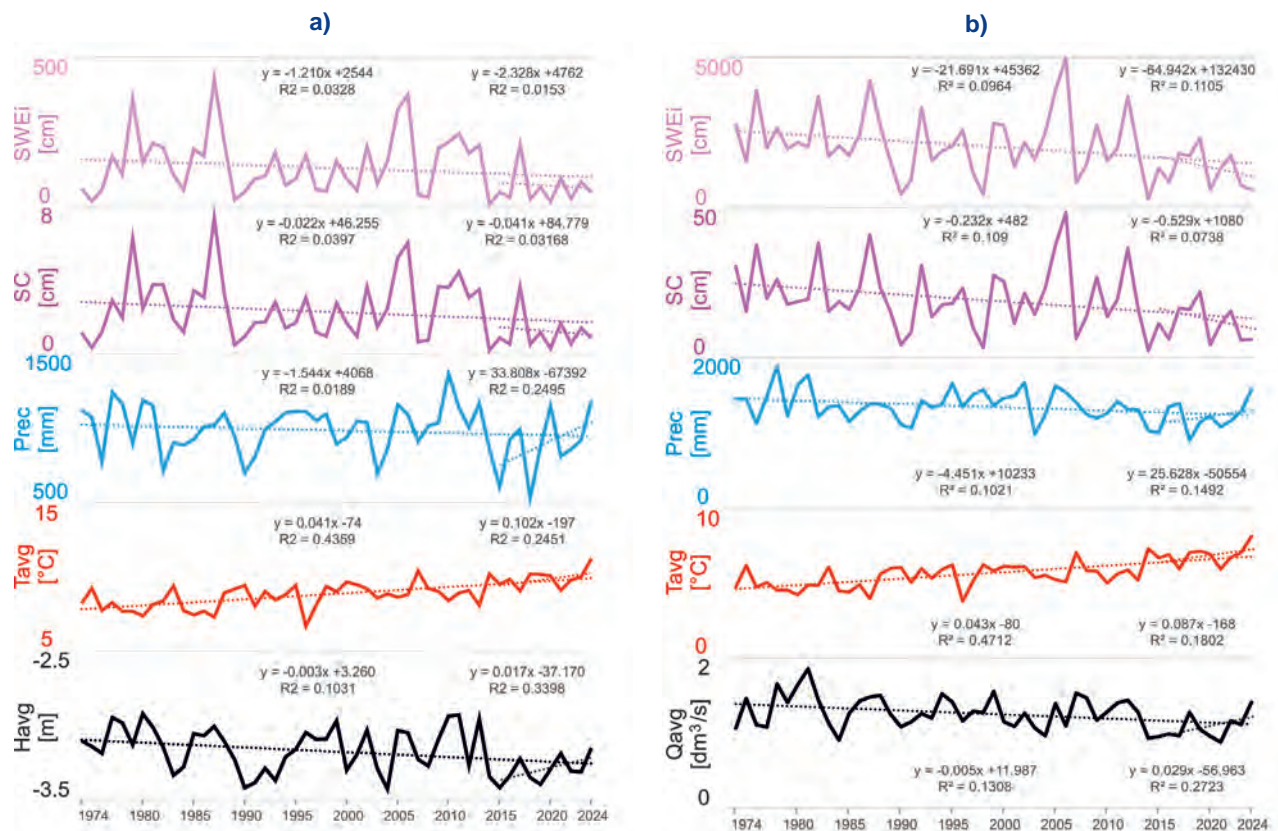 a)
500
SWEi
[cm]
0
y = -1.210x +2544
R2 = 0.0328
y = -2.328x +4762
R2 = 0.0153
8
SC
[cm]
0
y = -0.022x +46.255
R2 = 0.0397
y = -0.041x +84.779
R2 = 0.03168
1500
Prec
[mm]
500
y = -1.544x +4068
R2 = 0.0189
y = 33.808x -67392
R2 = 0.2495
15
Tavg
[°C]
5
y = 0.041x -74
R2 = 0.4359
y = 0.102x -197
R2 = 0.2451
-2.5
Havg
[m]
-3.5
y = -0.003x +3.260
R2 = 0.1031
y = 0.017x -37.170
R2 = 0.3398
1974 1980 1985 1990 1995 2000 2005 2010 2015 2024
b)
5000
SWEi
[cm]
0
y = -21.691x +45362
R² = 0.0964
y = -64.942x +132430
R² = 0.1105
50
SC
[cm]
0
y = -0.232x +482
R² = 0.109
y = -0.529x +1080
R² = 0.0738
2000
Prec
[mm]
0
y = -4.451x +10233
R² = 0.1021
y = 25.628x -50554
R² = 0.1492
10
Tavg
[°C]
0
y = 0.043x -80
R² = 0.4712
y = 0.087x -168
R² = 0.1802
2
Qavg
[dm³/s]
0
y = -0.005x +11.987
R² = 0.1308
y = 0.029x -56.963
R² = 0.2723
1974 1980 1985 1990 1995 2000 2005 2010 2015 2024